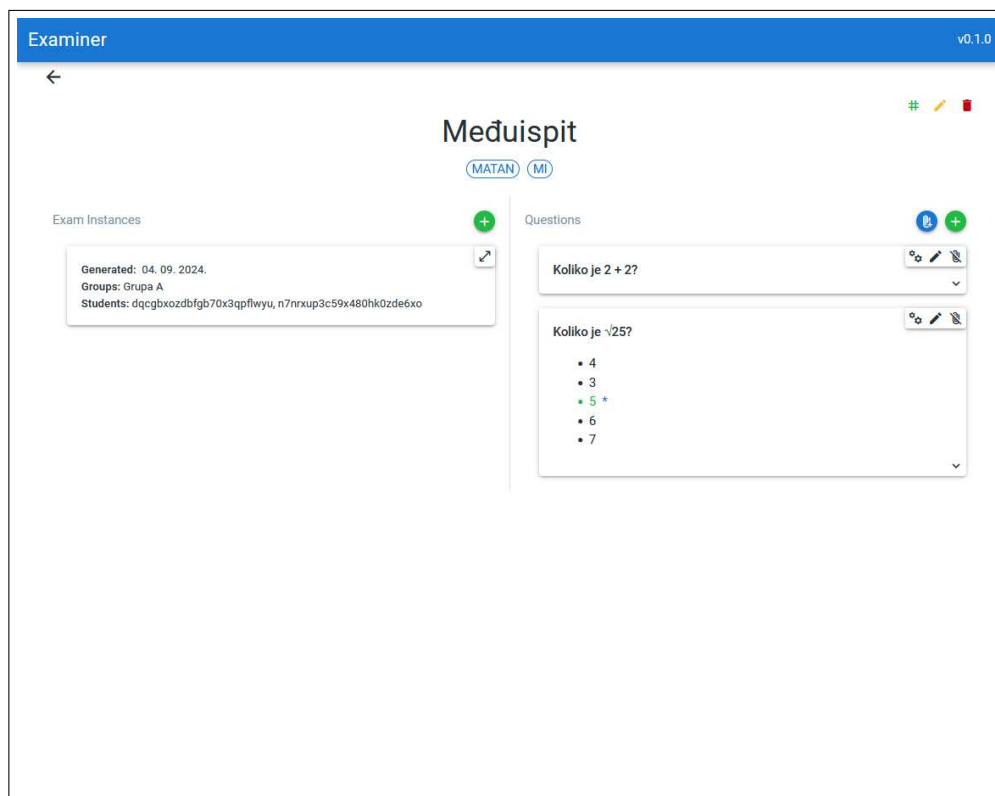 Examiner
v0.1.0
Međuispit
MATAN MI
Exam Instances
Generated: 04. 09. 2024.
Groups: Grupa A
Students: dqcgbxozdbfgb70x3qpflwyu, n7nrxup3c59x480hk0zde6xo
Questions
Koliko je 2 + 2?
Koliko je √25?
• 4
• 3
• 5 *
• 6
• 7